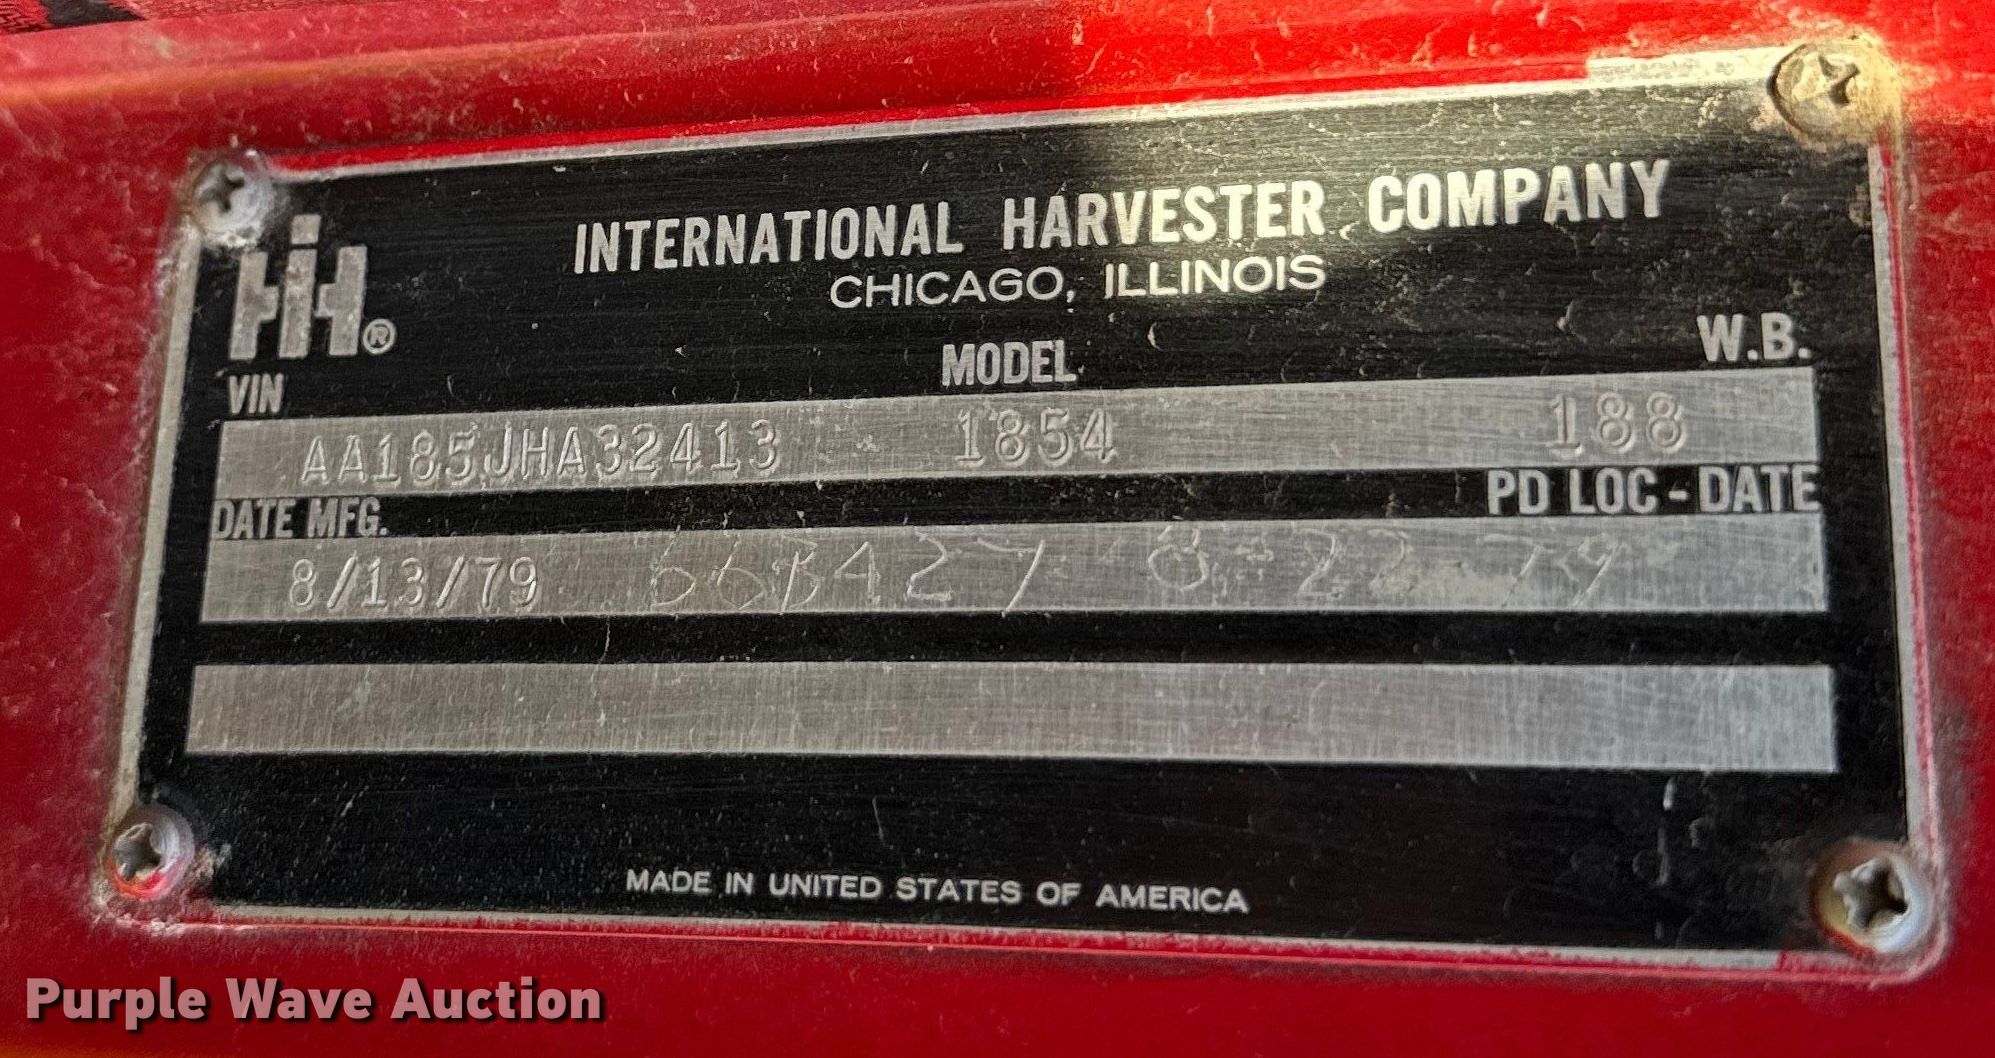 IH®
INTERNATIONAL HARVESTER COMPANY
CHICAGO, ILLINOIS
VIN MODEL W.B.
AA185JHA32413 1854 188
DATE MFG. PD LOC-DATE
8/13/79 66B427 8-22-79
MADE IN UNITED STATES OF AMERICA
Purple Wave Auction